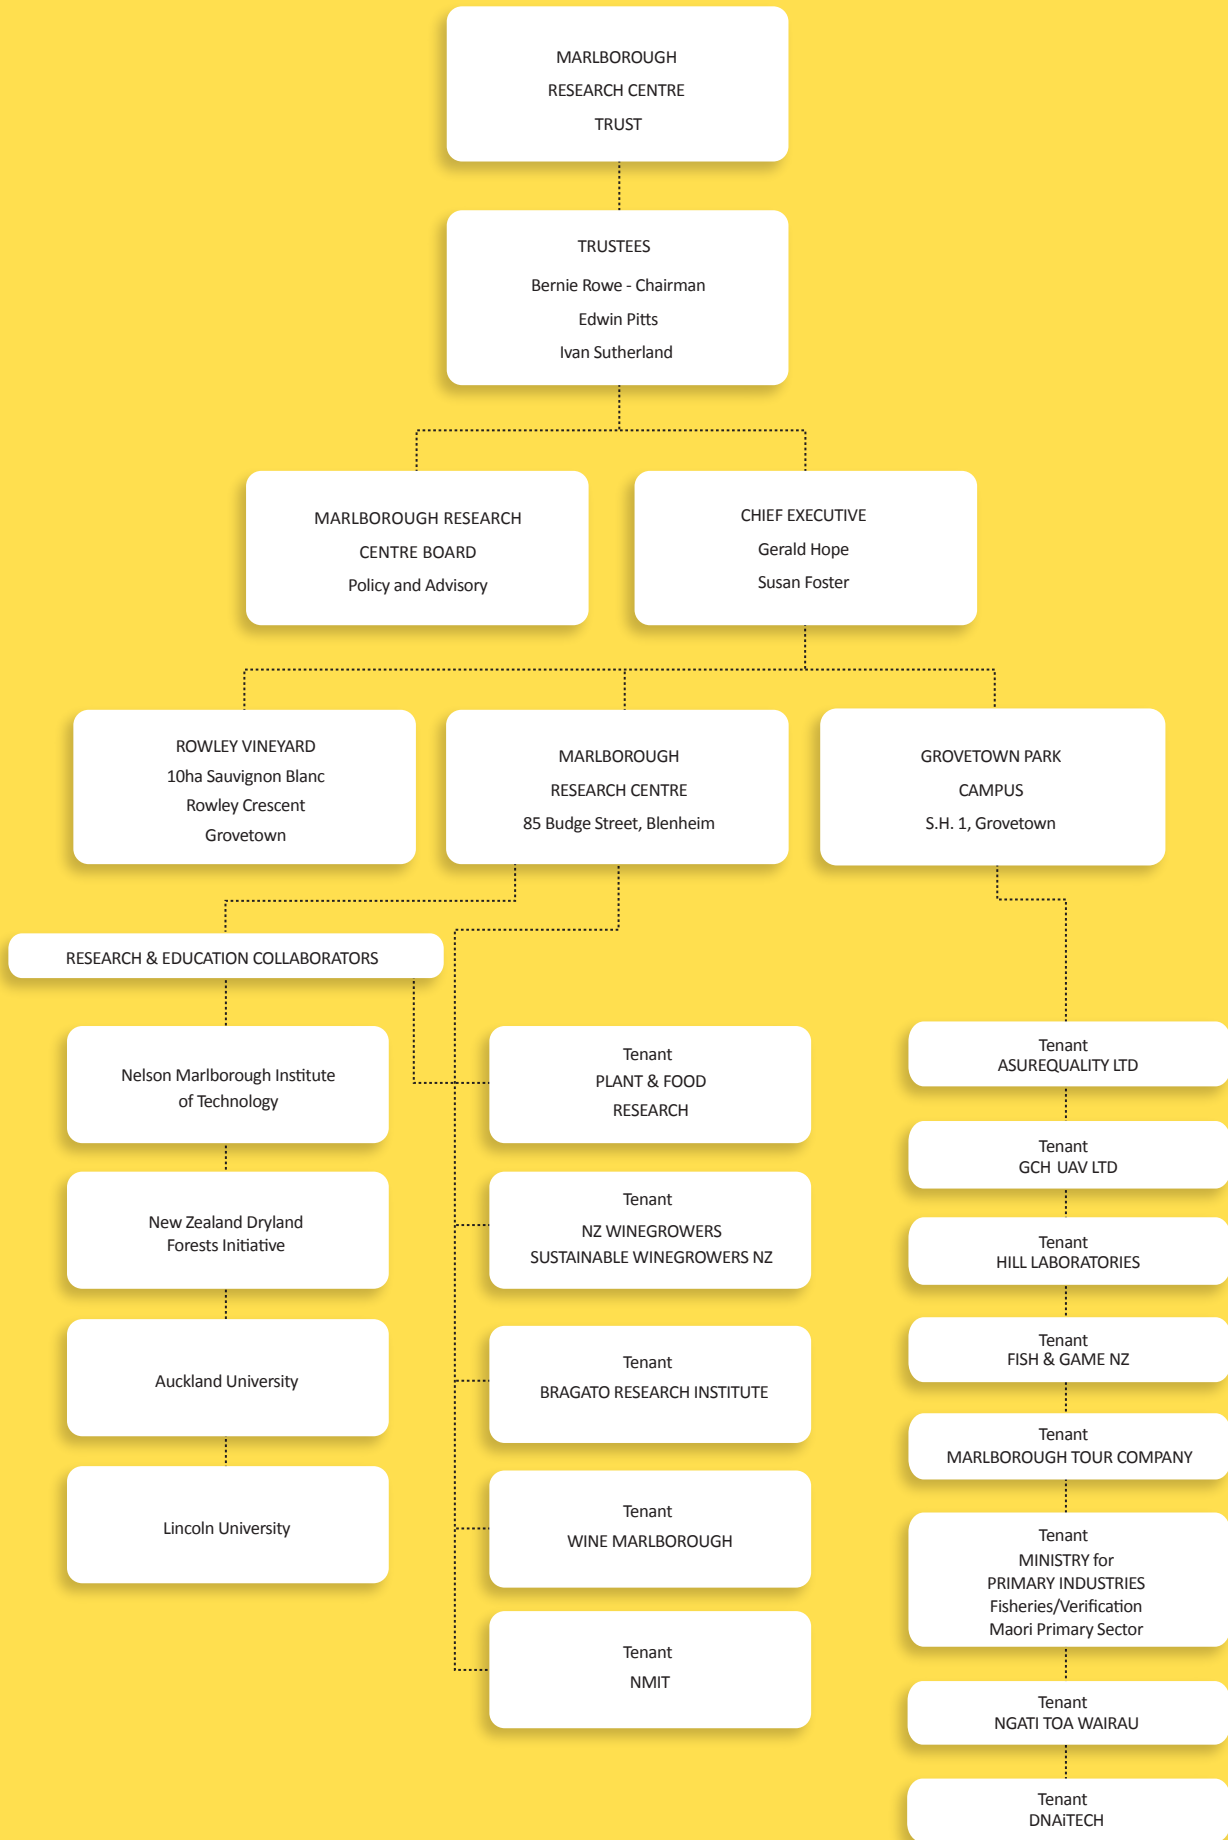 MARLBOROUGH
RESEARCH CENTRE
TRUST
TRUSTEES
Bernie Rowe - Chairman
Edwin Pitts
Ivan Sutherland
MARLBOROUGH RESEARCH
CENTRE BOARD
Policy and Advisory
CHIEF EXECUTIVE
Gerald Hope
Susan Foster
ROWLEY VINEYARD
10ha Sauvignon Blanc
Rowley Crescent
Grovetown
MARLBOROUGH
RESEARCH CENTRE
85 Budge Street, Blenheim
GROVETOWN PARK
CAMPUS
S.H. 1, Grovetown
RESEARCH & EDUCATION COLLABORATORS
Nelson Marlborough Institute
of Technology
New Zealand Dryland
Forests Initiative
Auckland University
Lincoln University
Tenant
PLANT & FOOD
RESEARCH
Tenant
NZ WINEGROWERS
SUSTAINABLE WINEGROWERS NZ
Tenant
BRAGATO RESEARCH INSTITUTE
Tenant
WINE MARLBOROUGH
Tenant
NMIT
Tenant
ASUREQUALITY LTD
Tenant
GCH UAV LTD
Tenant
HILL LABORATORIES
Tenant
FISH & GAME NZ
Tenant
MARLBOROUGH TOUR COMPANY
Tenant
MINISTRY for
PRIMARY INDUSTRIES
Fisheries/Verification
Maori Primary Sector
Tenant
NGATI TOA WAIRAU
Tenant
DNAiTECH